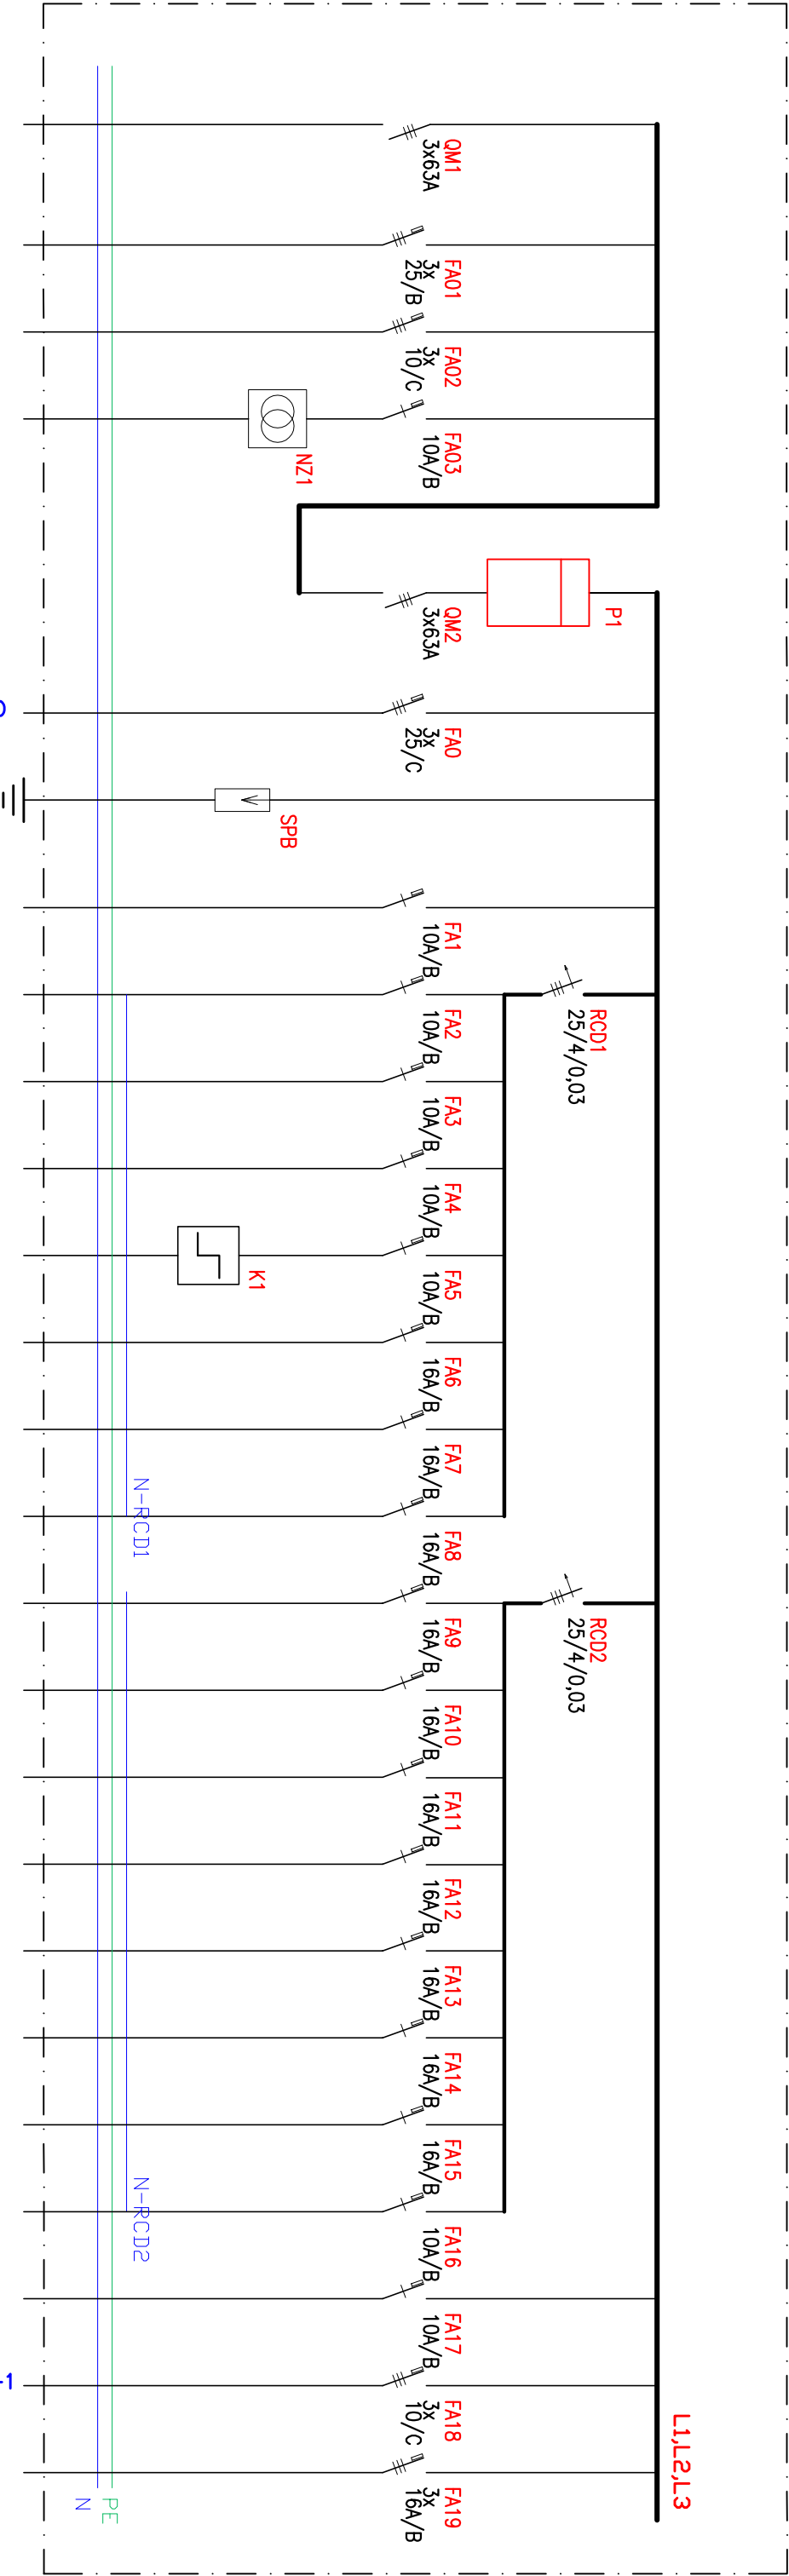 QM1
3x63A
FA01
3x
25/B
FA02
3x
10/C
FA03
10A/B
NZ1
P1
QM2
3x63A
FA0
3x
25/C
SPB
FA1
10A/B
RCD1
25/4/0,03
FA2
10A/B
FA3
10A/B
FA4
10A/B
K1
FA5
10A/B
FA6
16A/B
FA7
16A/B
N-RCD1
FA8
16A/B
RCD2
25/4/0,03
FA9
16A/B
FA10
16A/B
FA11
16A/B
FA12
16A/B
FA13
16A/B
FA14
16A/B
FA15
16A/B
N-RCD2
FA16
10A/B
FA17
10A/B
FA18
3x
10/C
FA19
3x
16A/B
L1,L2,L3
PE
N